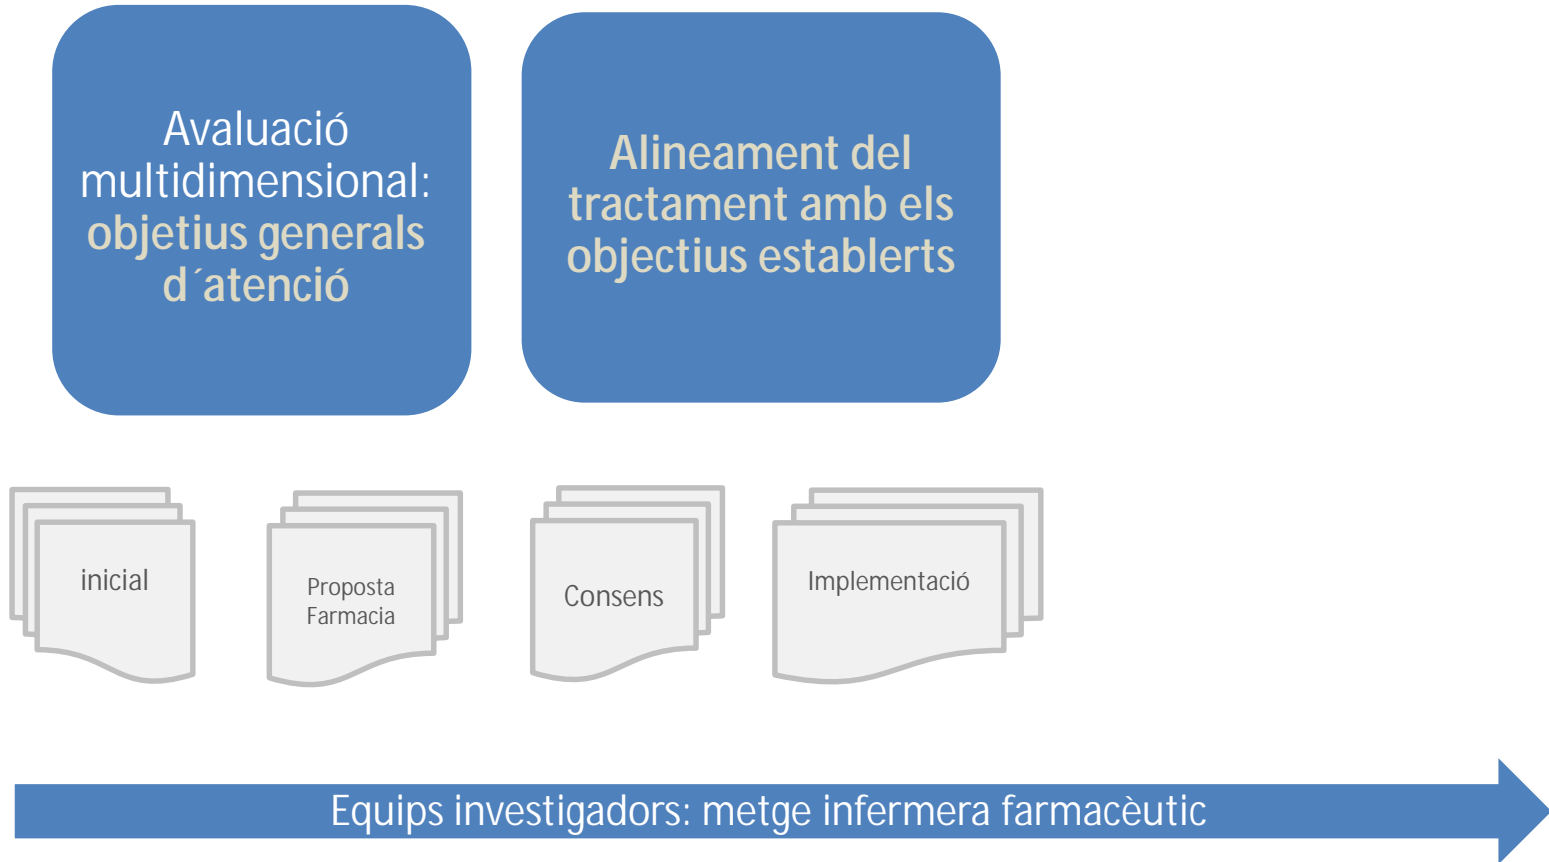 Avaluació
multidimensional:
objetius generals
d´atenció
Alineament del
tractament amb els
objectius establerts
inicial
Proposta
Farmacia
Consens
Implementació
Equips investigadors: metge infermera farmacèutic